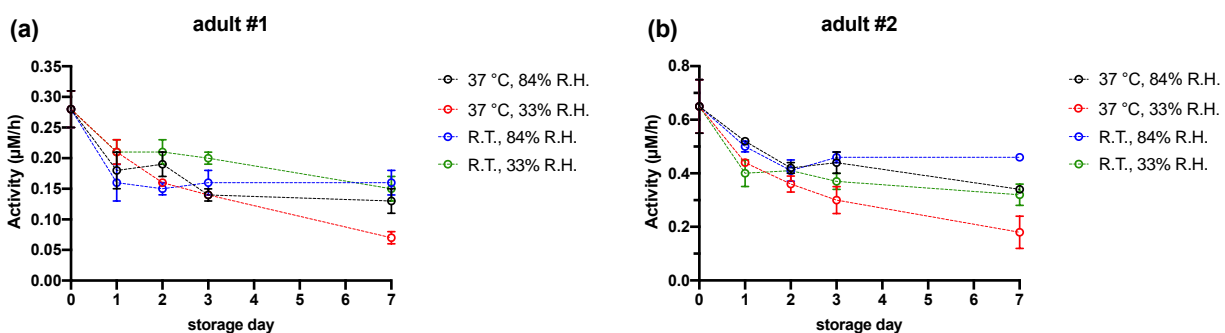 (a)
adult #1
Activity (µM/h)
0.35
0.30
0.25
0.20
0.15
0.10
0.05
0.00
0 1 2 3 4 5 6 7
storage day
37 °C, 84% R.H.
37 °C, 33% R.H.
R.T., 84% R.H.
R.T., 33% R.H.
(b)
adult #2
Activity (µM/h)
0.8
0.6
0.4
0.2
0.0
0 1 2 3 4 5 6 7
storage day
37 °C, 84% R.H.
37 °C, 33% R.H.
R.T., 84% R.H.
R.T., 33% R.H.